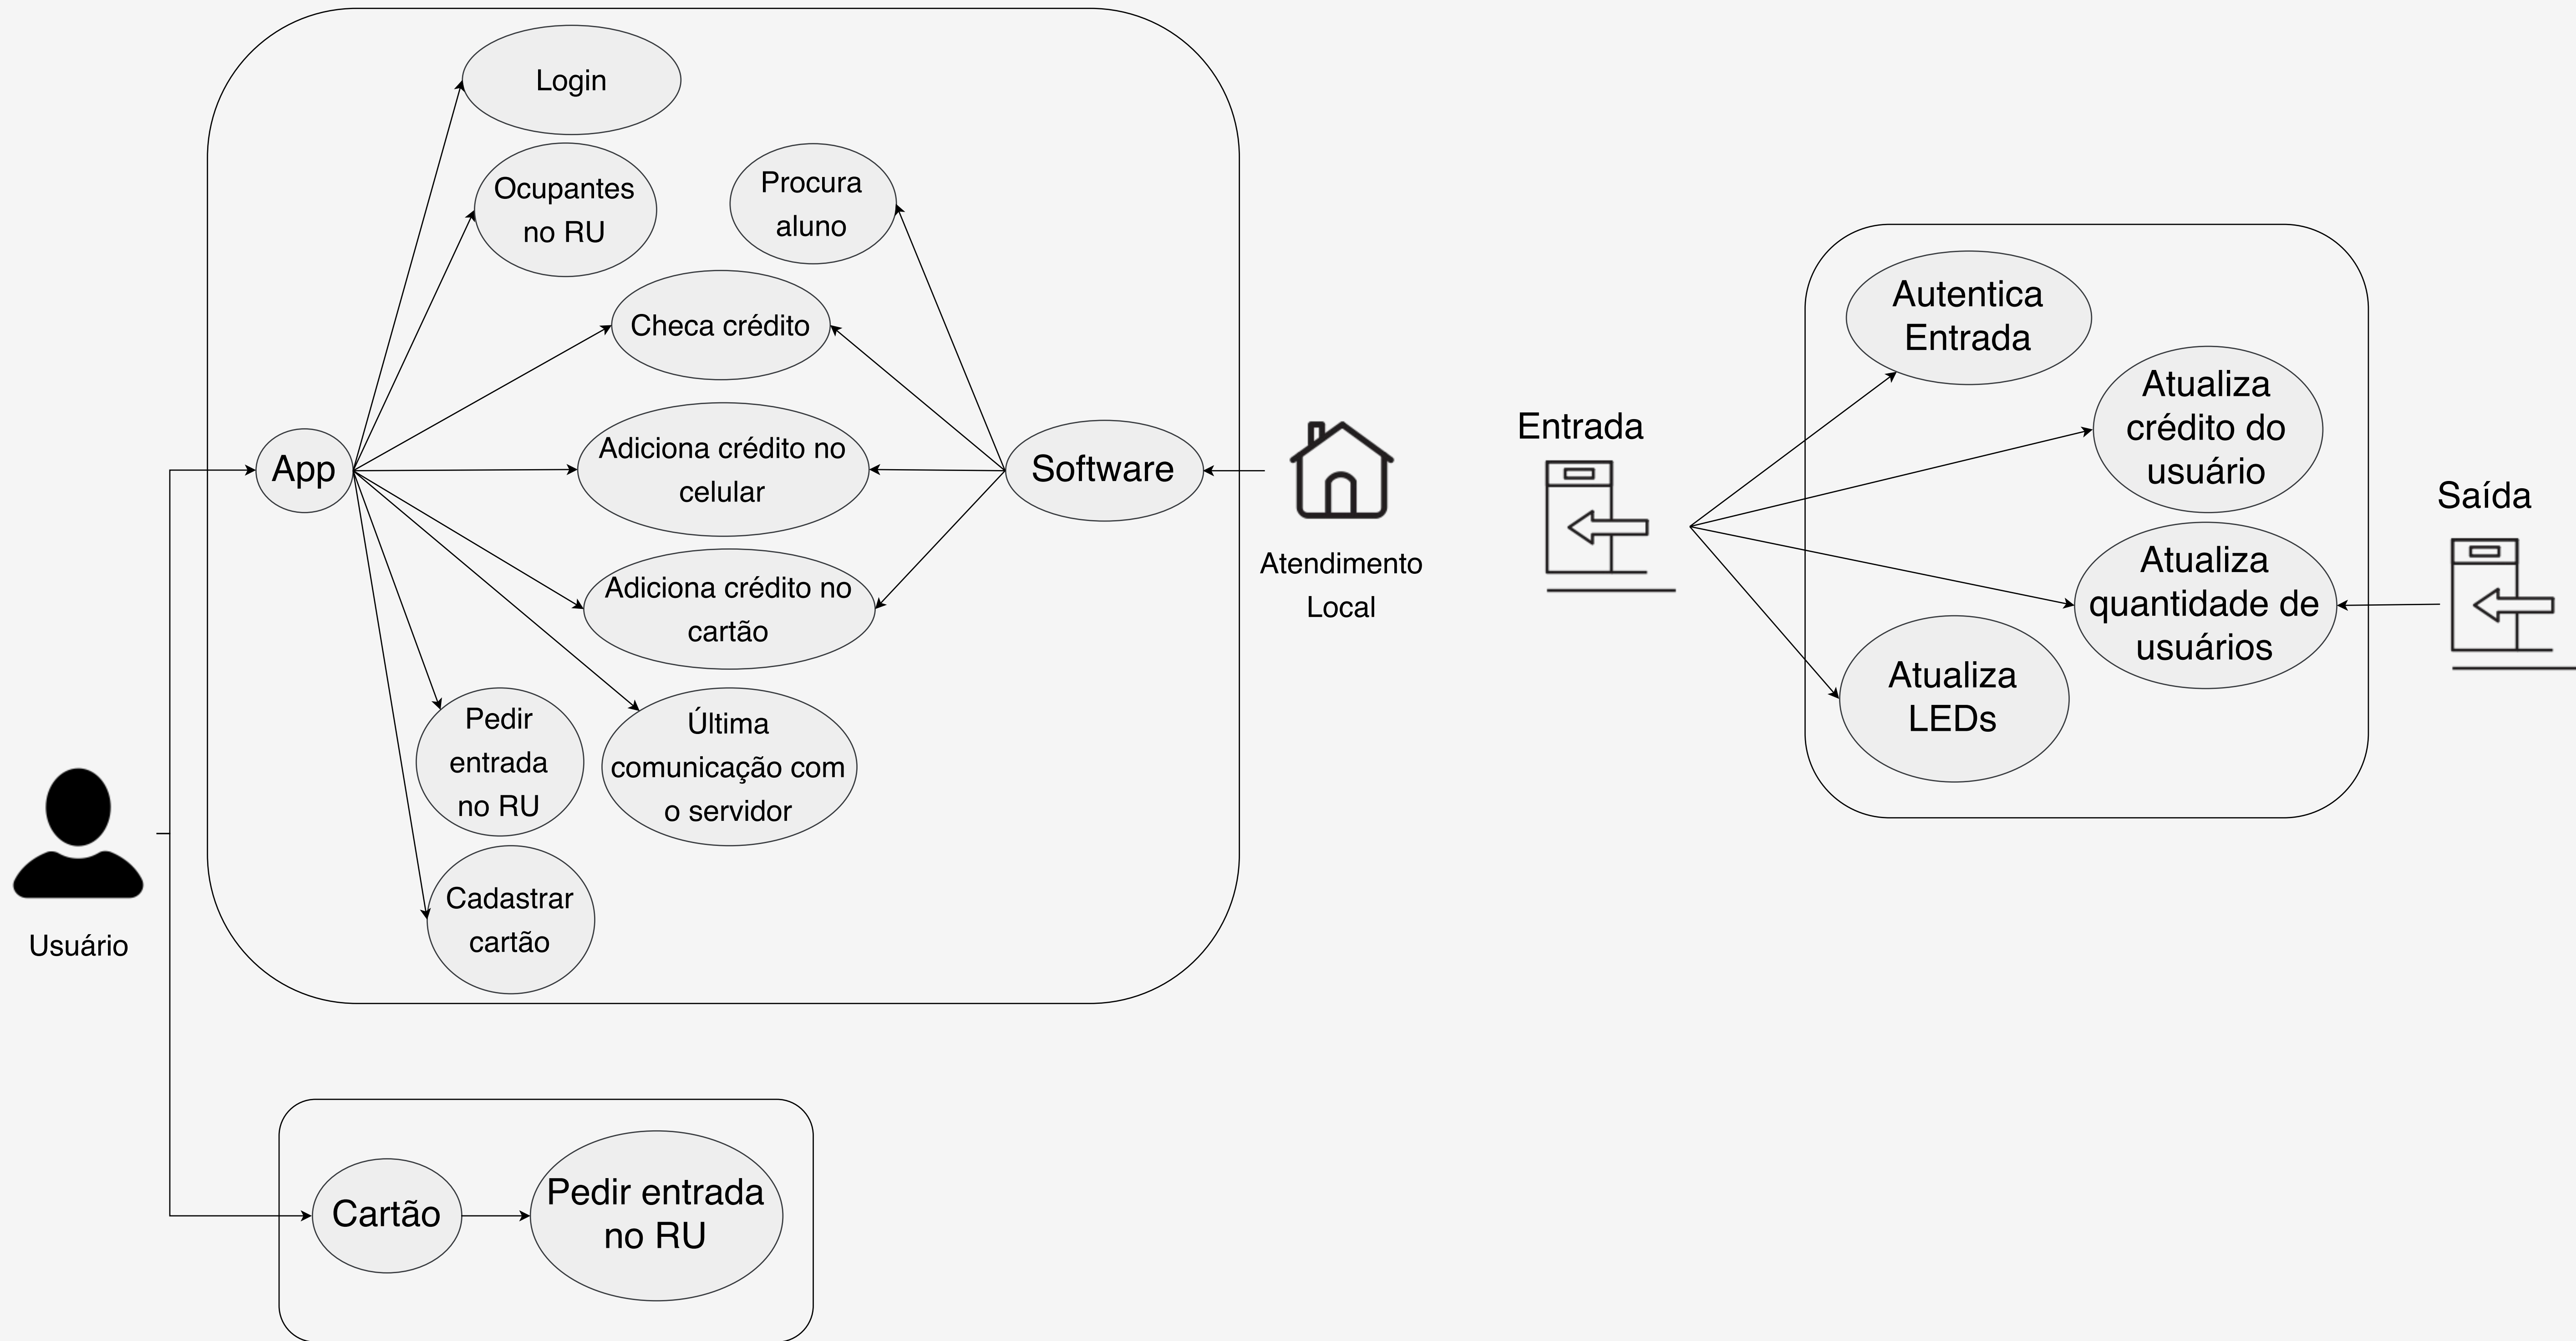 Login
Ocupantes
no RU
Procura
aluno
Checa crédito
App
Adiciona crédito no
celular
Software
Adiciona crédito no
cartão
Pedir
entrada
no RU
Última
comunicação com
o servidor
Cadastrar
cartão
Usuário
Atendimento
Local
Cartão
Pedir entrada
no RU
Entrada
Autentica
Entrada
Atualiza
crédito do
usuário
Atualiza
quantidade de
usuários
Atualiza
LEDs
Saída